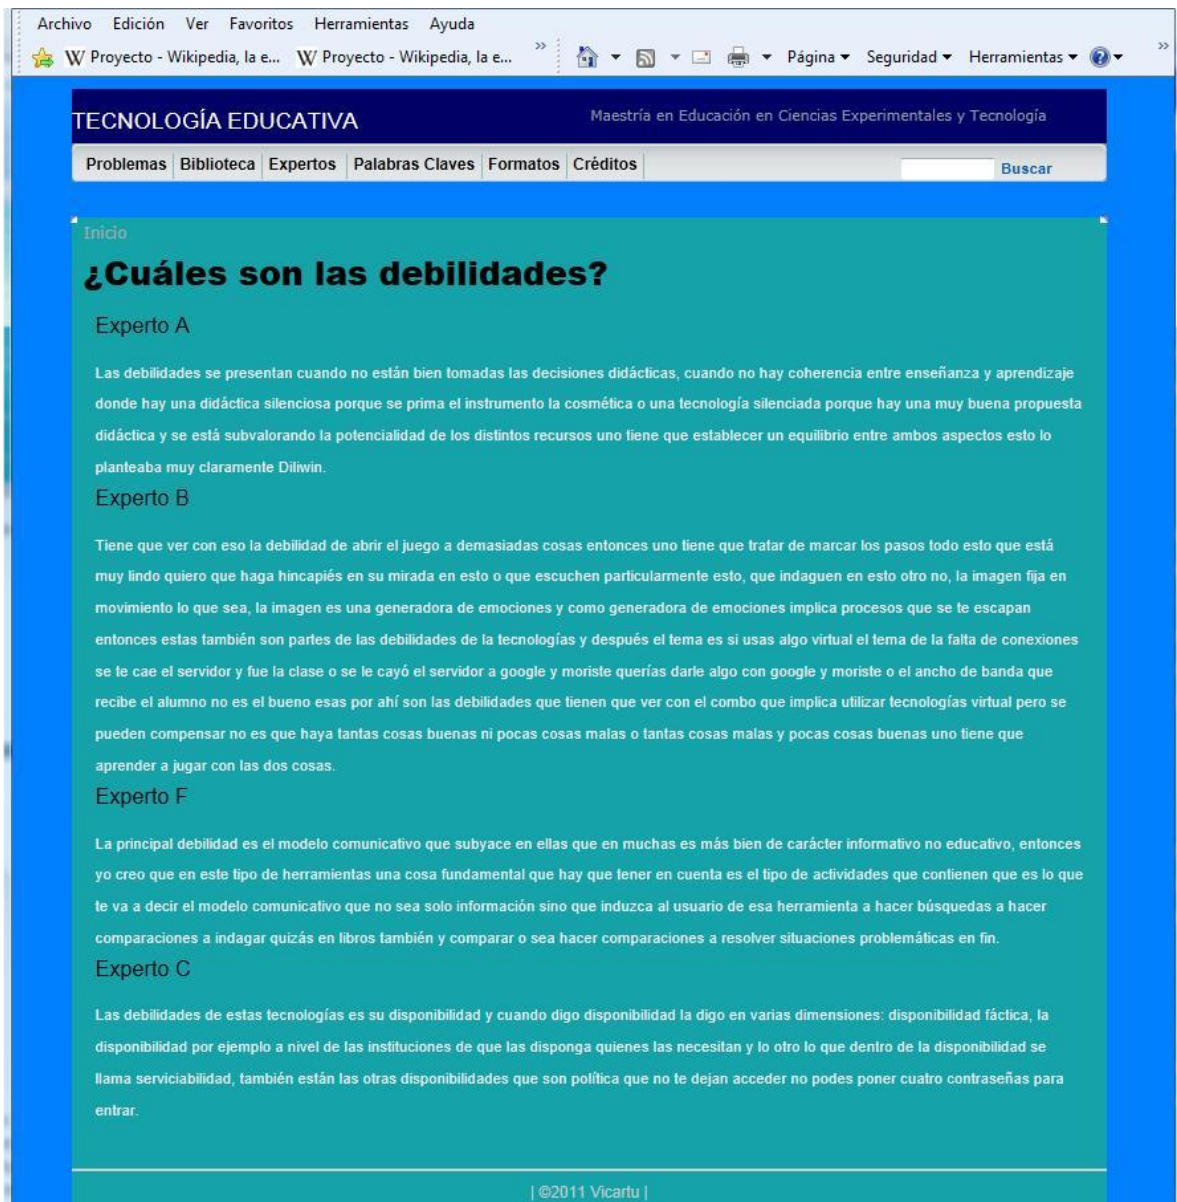 Archivo Edición Ver Favoritos Herramientas Ayuda
W Proyecto - Wikipedia, la e... W Proyecto - Wikipedia, la e... » Página Seguridad Herramientas »
TECNOLOGÍA EDUCATIVA Maestría en Educación en Ciencias Experimentales y Tecnología
Problemas Biblioteca Expertos Palabras Claves Formatos Créditos Buscar
Inicio
¿Cuáles son las debilidades?
Experto A
Las debilidades se presentan cuando no están bien tomadas las decisiones didácticas, cuando no hay coherencia entre enseñanza y aprendizaje
donde hay una didáctica silenciosa porque se prima el instrumento la cosmética o una tecnología silenciada porque hay una muy buena propuesta
didáctica y se está subvalorando la potencialidad de los distintos recursos uno tiene que establecer un equilibrio entre ambos aspectos esto lo
planteaba muy claramente Diliwin.
Experto B
Tiene que ver con eso la debilidad de abrir el juego a demasiadas cosas entonces uno tiene que tratar de marcar los pasos todo esto que está
muy lindo quiero que haga hincapiés en su mirada en esto o que escuchen particularmente esto, que indaguen en esto otro no, la imagen fija en
movimiento lo que sea, la imagen es una generadora de emociones y como generadora de emociones implica procesos que se te escapan
entonces estas también son partes de las debilidades de la tecnologías y después el tema es si usas algo virtual el tema de la falta de conexiones
se te cae el servidor y fue la clase o se le cayó el servidor a google y moriste querías darle algo con google y moriste o el ancho de banda que
recibe el alumno no es el bueno esas por ahí son las debilidades que tienen que ver con el combo que implica utilizar tecnologías virtual pero se
pueden compensar no es que haya tantas cosas buenas ni pocas cosas malas o tantas cosas malas y pocas cosas buenas uno tiene que
aprender a jugar con las dos cosas.
Experto F
La principal debilidad es el modelo comunicativo que subyace en ellas que en muchas es más bien de carácter informativo no educativo, entonces
yo creo que en este tipo de herramientas una cosa fundamental que hay que tener en cuenta es el tipo de actividades que contienen que es lo que
te va a decir el modelo comunicativo que no sea solo información sino que induzca al usuario de esa herramienta a hacer búsquedas a hacer
comparaciones a indagar quizás en libros también y comparar o sea hacer comparaciones a resolver situaciones problemáticas en fin.
Experto C
Las debilidades de estas tecnologías es su disponibilidad y cuando digo disponibilidad la digo en varias dimensiones: disponibilidad fáctica, la
disponibilidad por ejemplo a nivel de las instituciones de que las disponga quienes las necesitan y lo otro lo que dentro de la disponibilidad se
llama serviciabilidad, también están las otras disponibilidades que son política que no te dejan acceder no podes poner cuatro contraseñas para
entrar.
| ©2011 Vicartu |